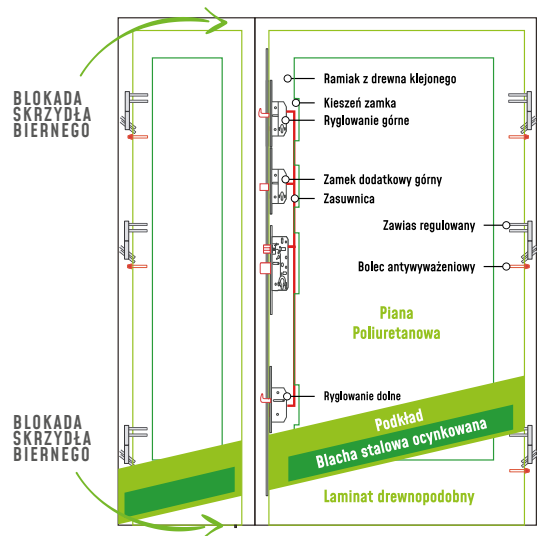 BLOKADA
SKRZYDŁA
BIERNEGO
Ramiak z drewna klejonego
Kieszeń zamka
Ryglowanie górne
Zamek dodatkowy górny
Zasuwnica
Zawias regulowany
Bolec antywyważeniowy
Piana
Poliuretanowa
Ryglowanie dolne
BLOKADA
SKRZYDŁA
BIERNEGO
Podkład
Blacha stalowa ocynkowana
Laminat drewnopodobny